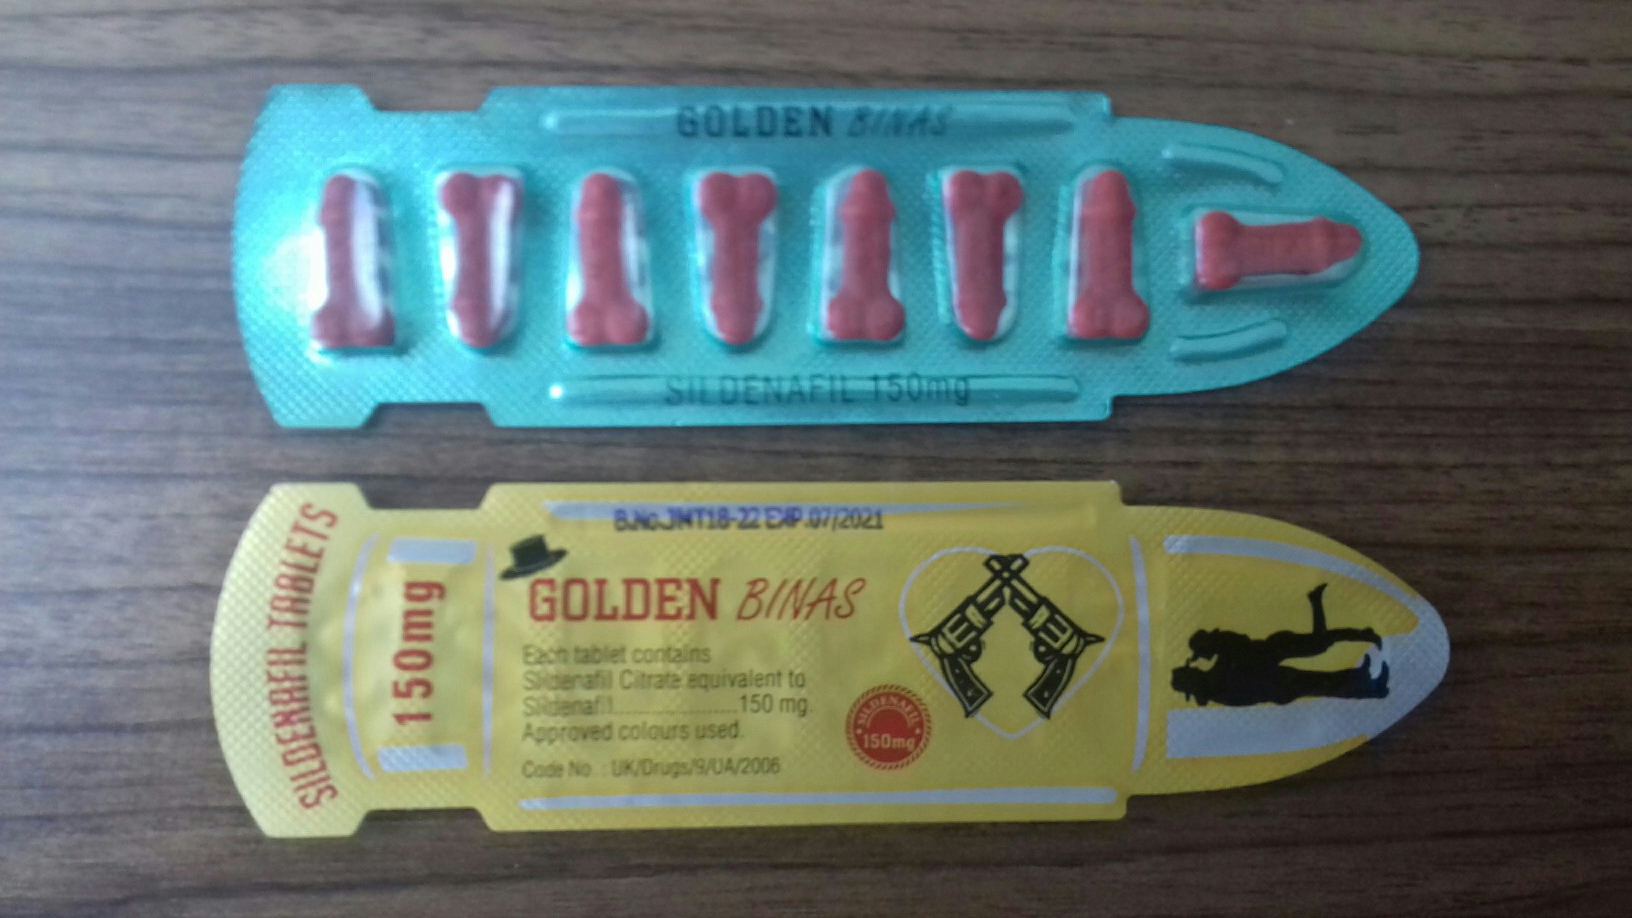 GOLDEN BINAS
SILDENAFIL 150mg
SILDENAFIL TABLETS
150mg
B.No.JMT18-22 EXP.07/2021
GOLDEN BINAS
Each tablet contains
Sildenafil Citrate equivalent to
Sildenafil....................150 mg.
Approved colours used.
Code No. : UK/Drugs/9/UA/2006
SILDENAFIL
150mg